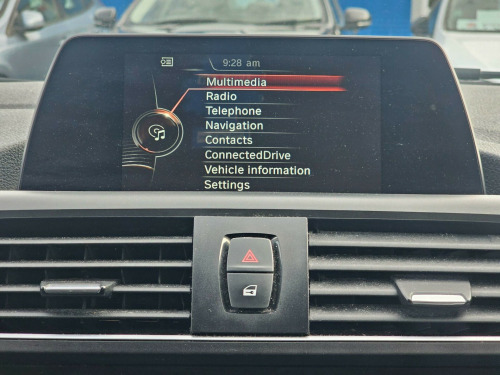 9:28 am
Multimedia
Radio
Telephone
Navigation
Contacts
ConnectedDrive
Vehicle information
Settings